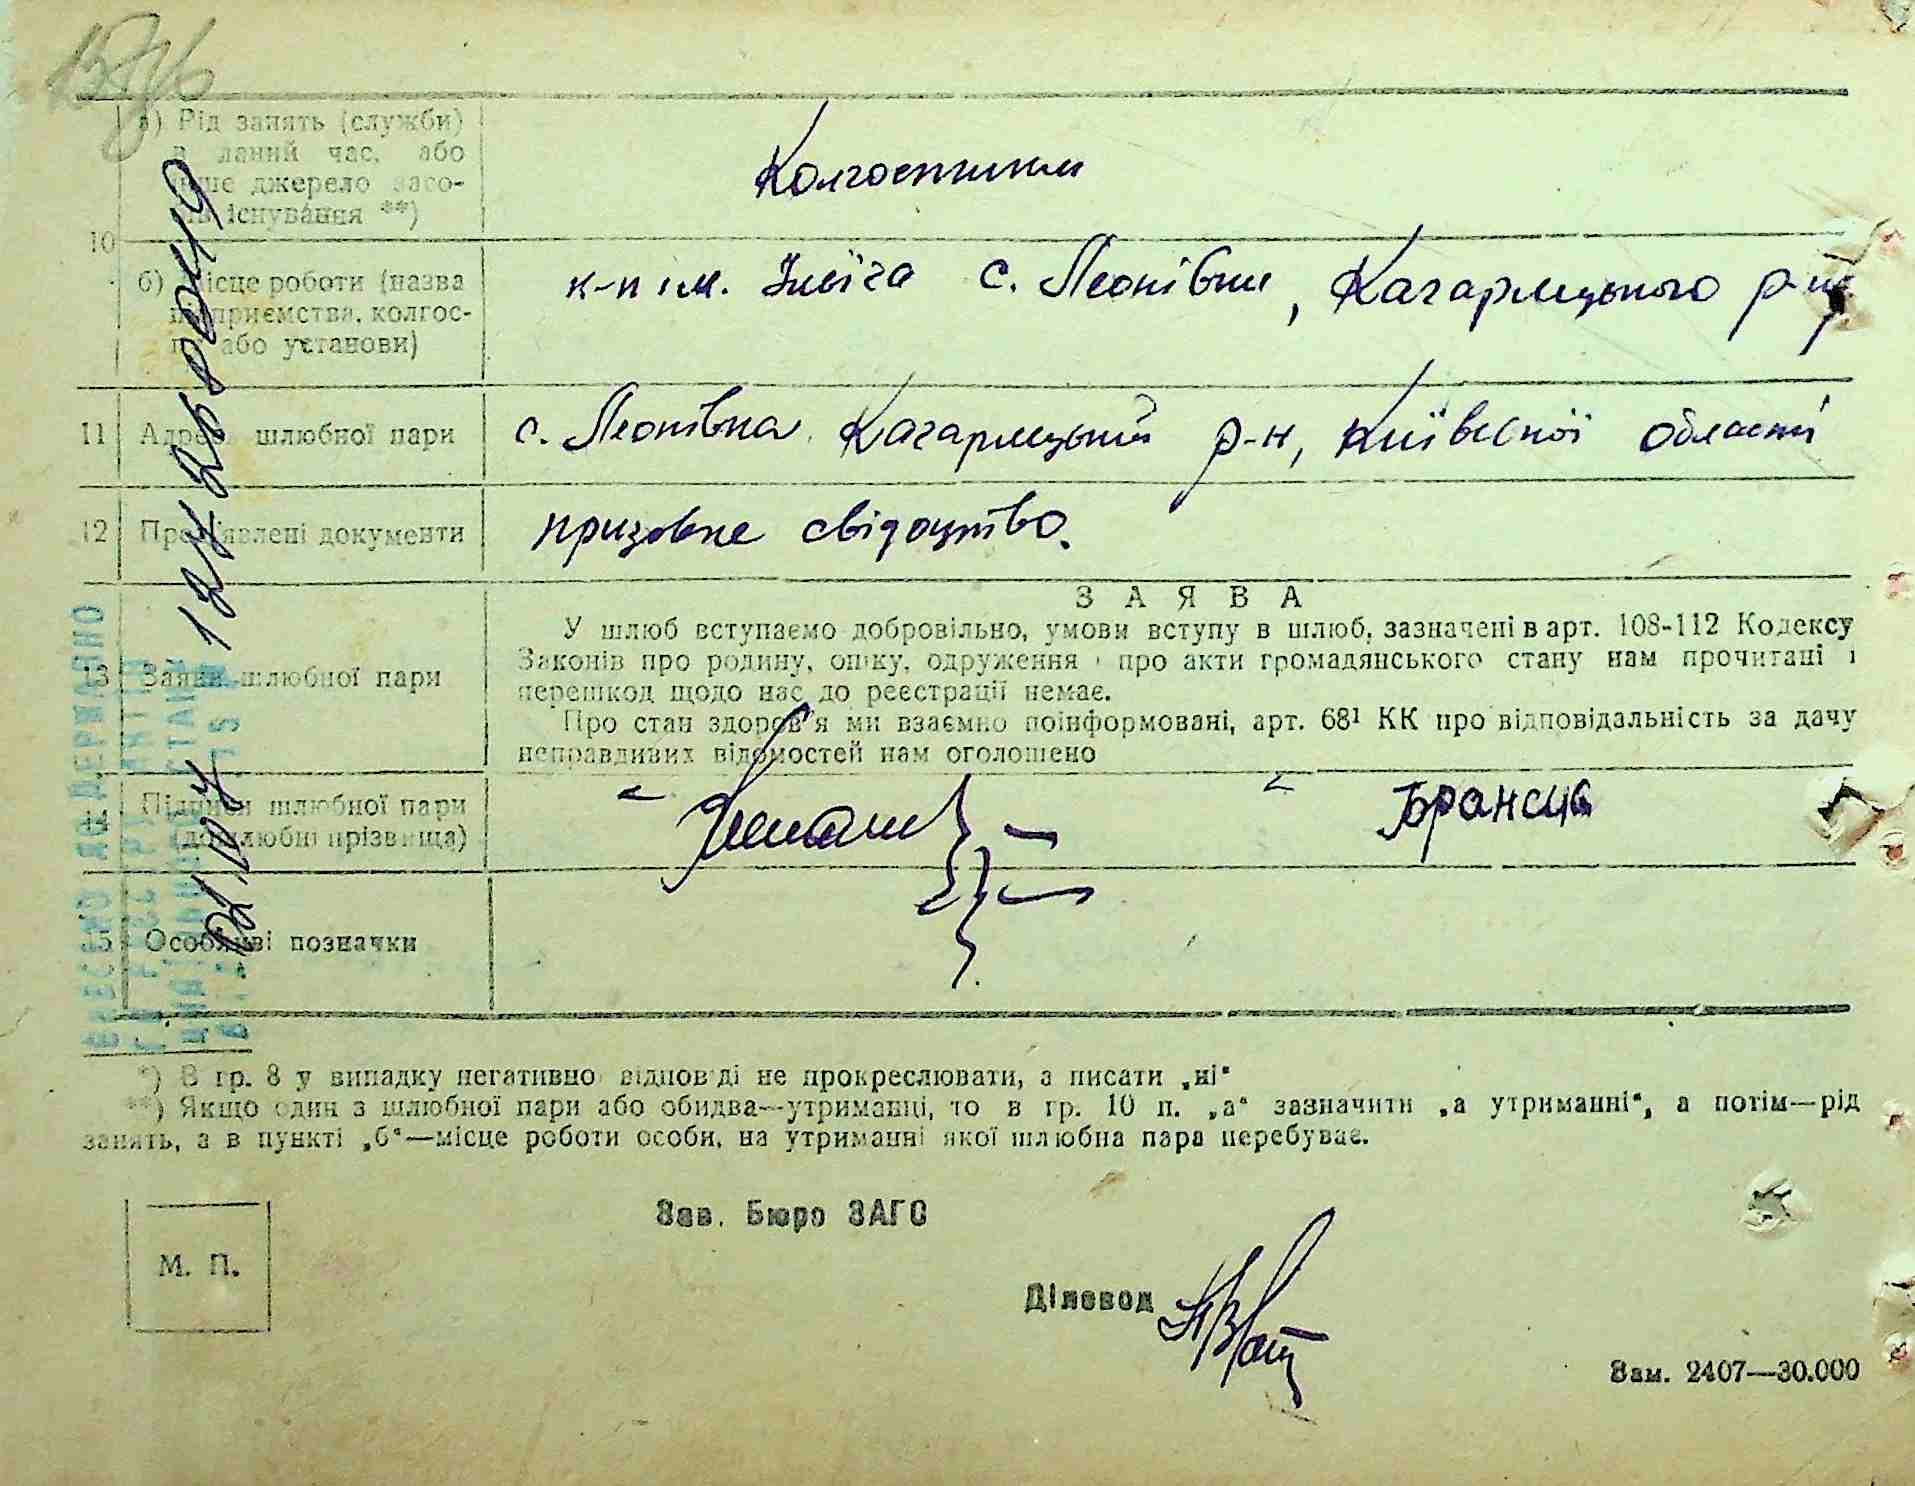 а) Рід занять (служби)
в даний час, або
інше джерело засо-
бів існування **)
Колгоспники
10
б) Місце роботи (назва
підприємства, колгос-
пу або установи)
к-п ім. Ілліча с. Леонівки, Кагарлицького р-ну
11 Адреса шлюбної пари
с. Леонівка Кагарлицький р-н, Київської області
12 Пред'явлені документи
призовне свідоцтво.
13 Заява шлюбної пари
ЗАЯВА
У шлюб вступаємо добровільно, умови вступу в шлюб, зазначені в арт. 108-112 Кодексу
Законів про родину, опіку, одруження і про акти громадянського стану нам прочитані і
перешкод щодо нас до реєстрації немає.
Про стан здоров'я ми взаємно поінформовані, арт. 68¹ КК про відповідальність за дачу
неправдивих відомостей нам оголошено
14 Підписи шлюбної пари
(дошлюбні прізвища)
15 Особливі позначки
*) В гр. 8 у випадку негативної відповіді не прокреслювати, а писати „ні"
**) Якщо один з шлюбної пари або обидва—утриманці, то в гр. 10 п. „а" зазначити „а утриманні", а потім—рід
занять, а в пункті „б"—місце роботи особи, на утриманні якої шлюбна пара перебуває.
М. П.
Зав. Бюро ЗАГС
Діловод
Зам. 2407—30.000